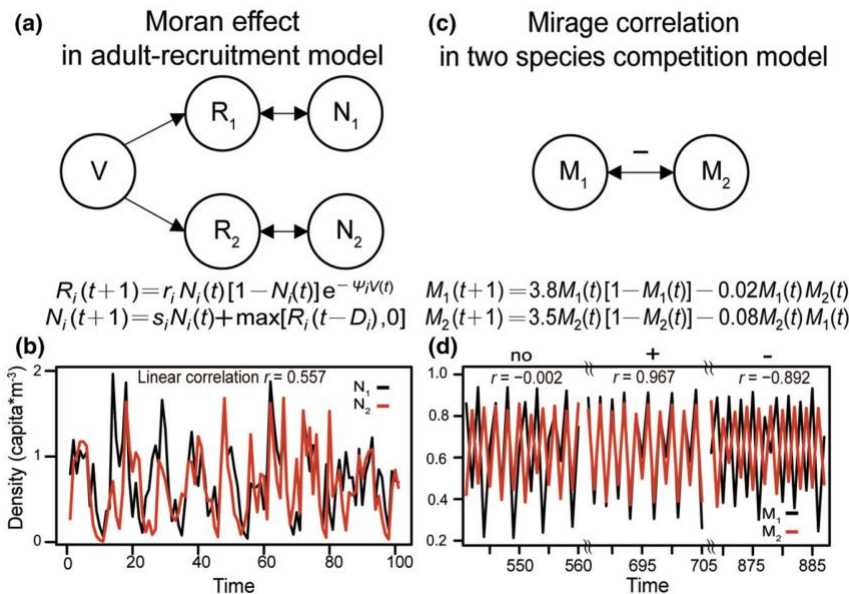 (a) Moran effect
in adult-recruitment model
V
R₁
N₁
R₂
N₂
Rᵢ(t+1)=rᵢNᵢ(t)[1−Nᵢ(t)]e^(−ΨᵢV(t))
Nᵢ(t+1)=sᵢNᵢ(t)+max[Rᵢ(t−Dᵢ),0]
(c) Mirage correlation
in two species competition model
−
M₁
M₂
M₁(t+1)=3.8M₁(t)[1−M₁(t)]−0.02M₁(t)M₂(t)
M₂(t+1)=3.5M₂(t)[1−M₂(t)]−0.08M₂(t)M₁(t)
(b)
Linear correlation r = 0.557
N₁
N₂
Density (capita*m⁻³)
2
1
0
0 20 40 60 80 100
Time
(d)
no + -
r = −0.002 r = 0.967 r = −0.892
1.0
0.8
0.6
0.4
0.2
M₁
M₂
550 560 695 705 875 885
Time